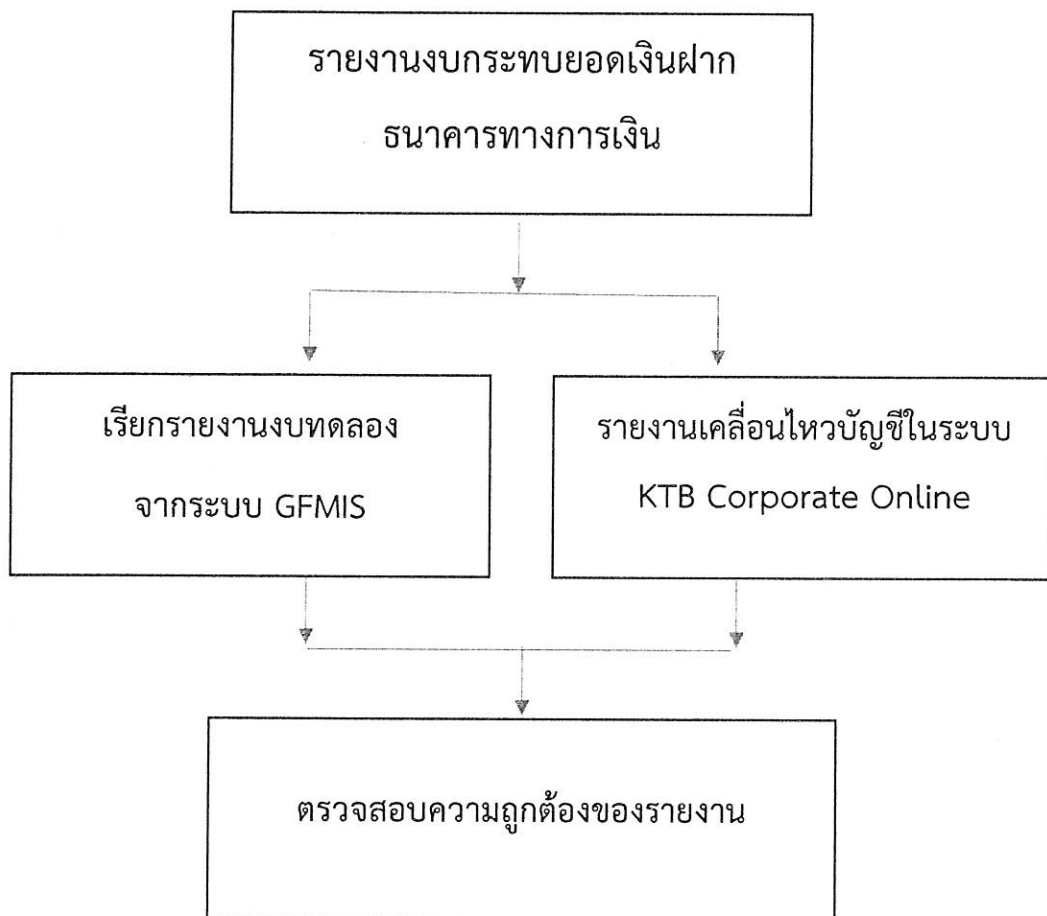 รายงานงบกระทบยอดเงินฝาก
ธนาคารทางการเงิน
เรียกรายงานงบทดลอง
จากระบบ GFMIS
รายงานเคลื่อนไหวบัญชีในระบบ
KTB Corporate Online
ตรวจสอบความถูกต้องของรายงาน